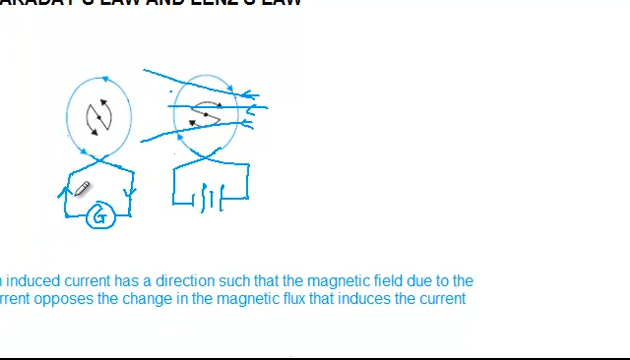 ARADAY'S LAW AND LENZ'S LAW
G
n induced current has a direction such that the magnetic field due to the
rrent opposes the change in the magnetic flux that induces the current